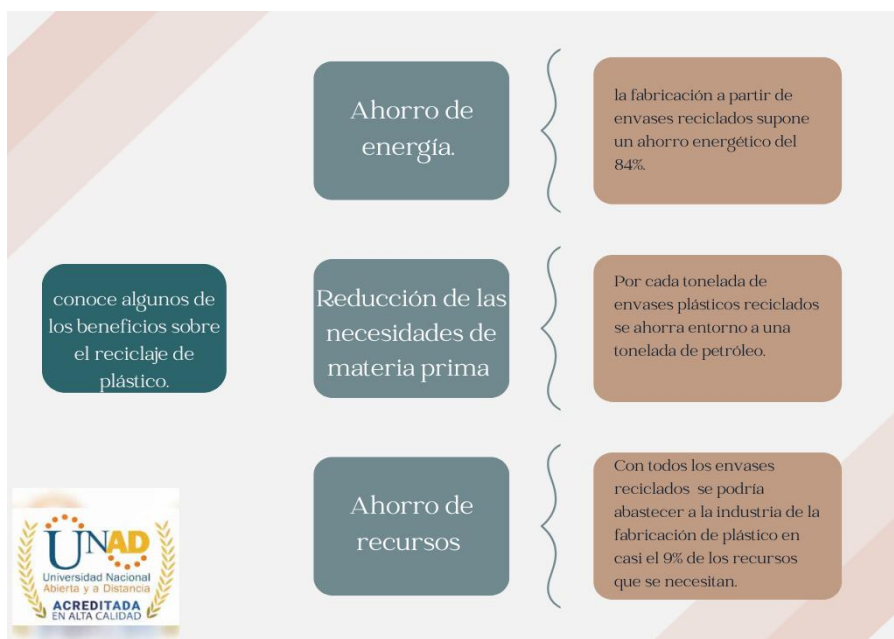 conoce algunos de
los beneficios sobre
el reciclaje de
plástico.
Ahorro de
energía.
la fabricación a partir de
envases reciclados supone
un ahorro energético del
84%.
Reducción de las
necesidades de
materia prima
Por cada tonelada de
envases plásticos reciclados
se ahorra entorno a una
tonelada de petróleo.
Ahorro de
recursos
Con todos los envases
reciclados se podría
abastecer a la industria de la
fabricación de plástico en
casi el 9% de los recursos
que se necesitan.
UNAD
Universidad Nacional
Abierta y a Distancia
ACREDITADA
EN ALTA CALIDAD